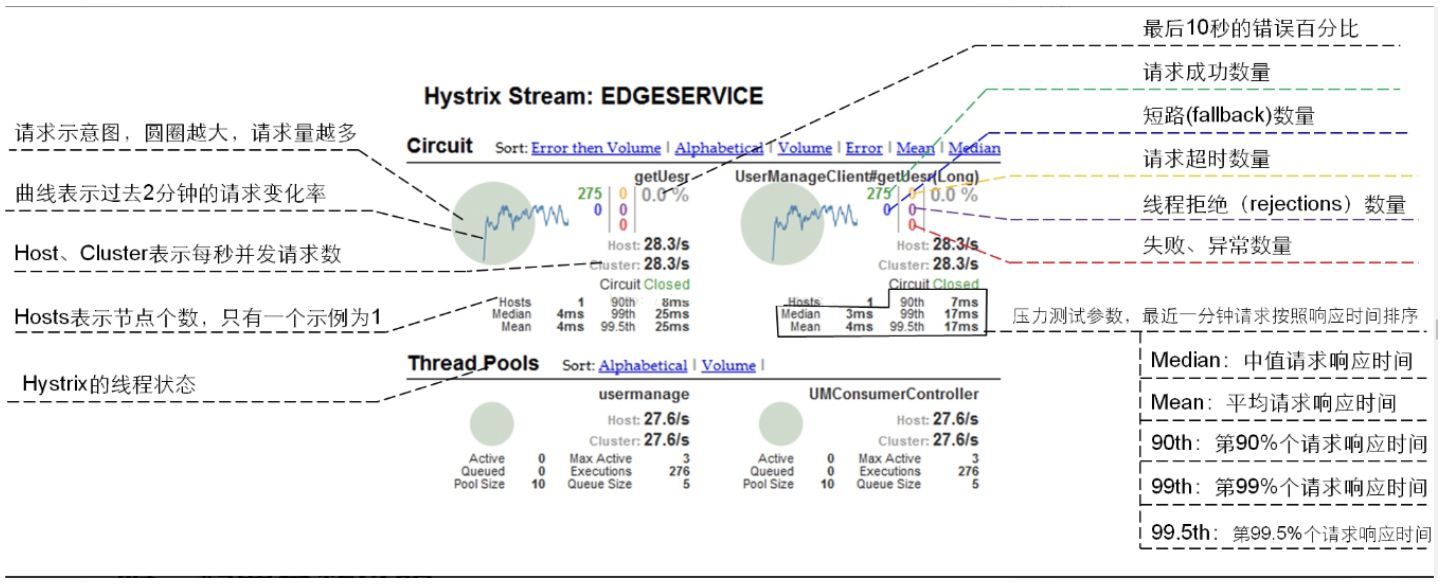 最后10秒的错误百分比
请求成功数量
短路(fallback)数量
请求超时数量
线程拒绝（rejections）数量
失败、异常数量
请求示意图，圆圈越大，请求量越多
曲线表示过去2分钟的请求变化率
Host、Cluster表示每秒并发请求数
Hosts表示节点个数，只有一个示例为1
Hystrix的线程状态
Hystrix Stream: EDGESERVICE
Circuit Sort: Error then Volume | Alphabetical | Volume | Error | Mean | Median
getUesr
275 0 0.0 %
0 0
0
Host: 28.3/s
Cluster: 28.3/s
Circuit Closed
Hosts 1 90th 8ms
Median 4ms 99th 25ms
Mean 4ms 99.5th 25ms
UserManageClient#getUesr(Long)
275 0 0.0 %
0 0
0
Host: 28.3/s
Cluster: 28.3/s
Circuit Closed
Hosts 1 90th 7ms
Median 3ms 99th 17ms
Mean 4ms 99.5th 17ms
Thread Pools Sort: Alphabetical | Volume |
usermanage
Host: 27.6/s
Cluster: 27.6/s
Active 0 Max Active 3
Queued 0 Executions 276
Pool Size 10 Queue Size 5
UMConsumerController
Host: 27.6/s
Cluster: 27.6/s
Active 0 Max Active 3
Queued 0 Executions 276
Pool Size 10 Queue Size 5
压力测试参数，最近一分钟请求按照响应时间排序
Median：中值请求响应时间
Mean：平均请求响应时间
90th：第90%个请求响应时间
99th：第99%个请求响应时间
99.5th：第99.5%个请求响应时间